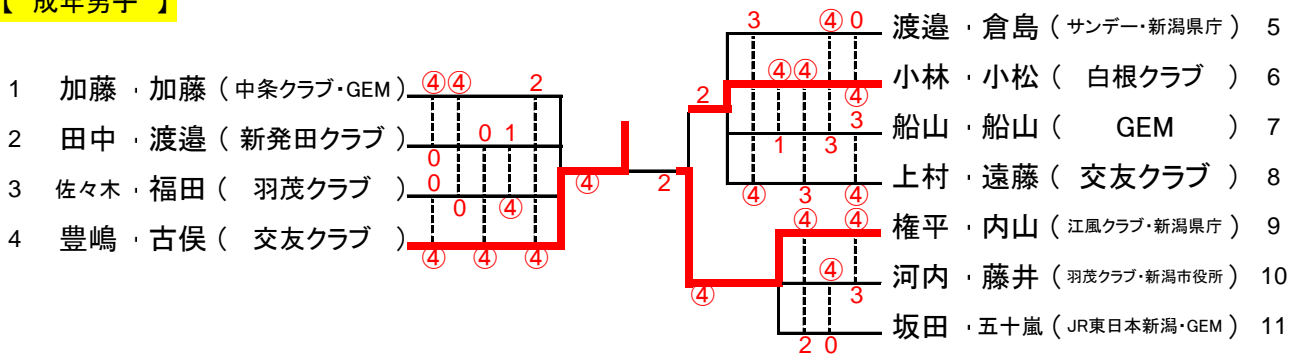 【 成年男子 】
3 ④ 0 渡邉 ・ 倉島 ( サンデー・新潟県庁 ) 5
④ ④ 小林 ・ 小松 ( 白根クラブ ) 6
1 加藤 ・ 加藤 ( 中条クラブ・GEM ) ④ ④ 2
2 ④
3 船山 ・ 船山 ( GEM ) 7
2 田中 ・ 渡邉 ( 新発田クラブ ) 0 1
0 1 3
3 佐々木 ・ 福田 ( 羽茂クラブ ) 0
④ 2 上村 ・ 遠藤 ( 交友クラブ ) 8
0 ④ ④ 3 ④
4 豊嶋 ・ 古俣 ( 交友クラブ )
④ ④ 権平 ・ 内山 ( 江風クラブ・新潟県庁 ) 9
④ ④ ④
④ 河内 ・ 藤井 ( 羽茂クラブ・新潟市役所 ) 10
④ 3
坂田 ・ 五十嵐 ( JR東日本新潟・GEM ) 11
2 0